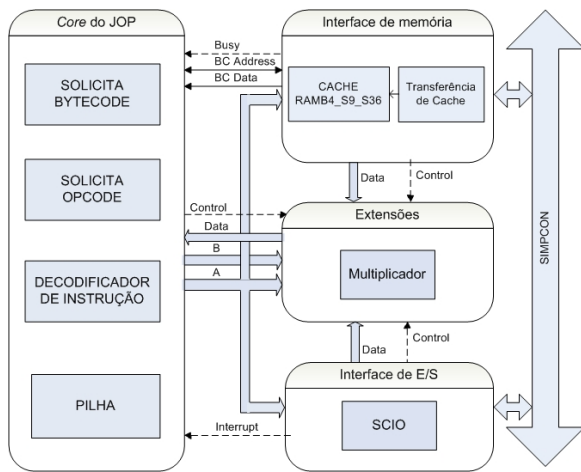 Core do JOP
SOLICITA
BYTECODE
SOLICITA
OPCODE
DECODIFICADOR
DE INSTRUÇÃO
PILHA
Busy
BC Address
BC Data
Control
Data
B
A
Interrupt
Interface de memória
CACHE
RAMB4_S9_S36
Transferência
de Cache
Data
Control
Extensões
Multiplicador
Data
Control
Interface de E/S
SCIO
SIMPCON